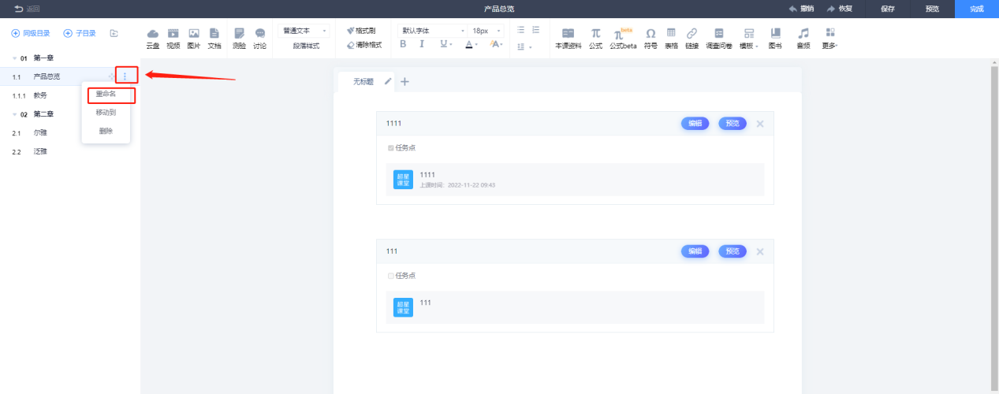 返回
产品总览
撤销 恢复 保存 预览 完成
同级目录 子目录
云盘 视频 图片 文档 测验 讨论
普通文本
段落样式
格式刷
清除格式
默认字体 18px
B I U A A
本课资料 公式 公式beta 符号 表格 链接 调查问卷 模板 图书 音频 更多
beta
01 第一章
1.1 产品总览
重命名
移动到
删除
1.1.1 教务
02 第二章
2.1 尔雅
2.2 泛雅
无标题
1111 编辑 预览
任务点
超星课堂
1111
上课时间：2022-11-22 09:43
111 编辑 预览
任务点
超星课堂
111